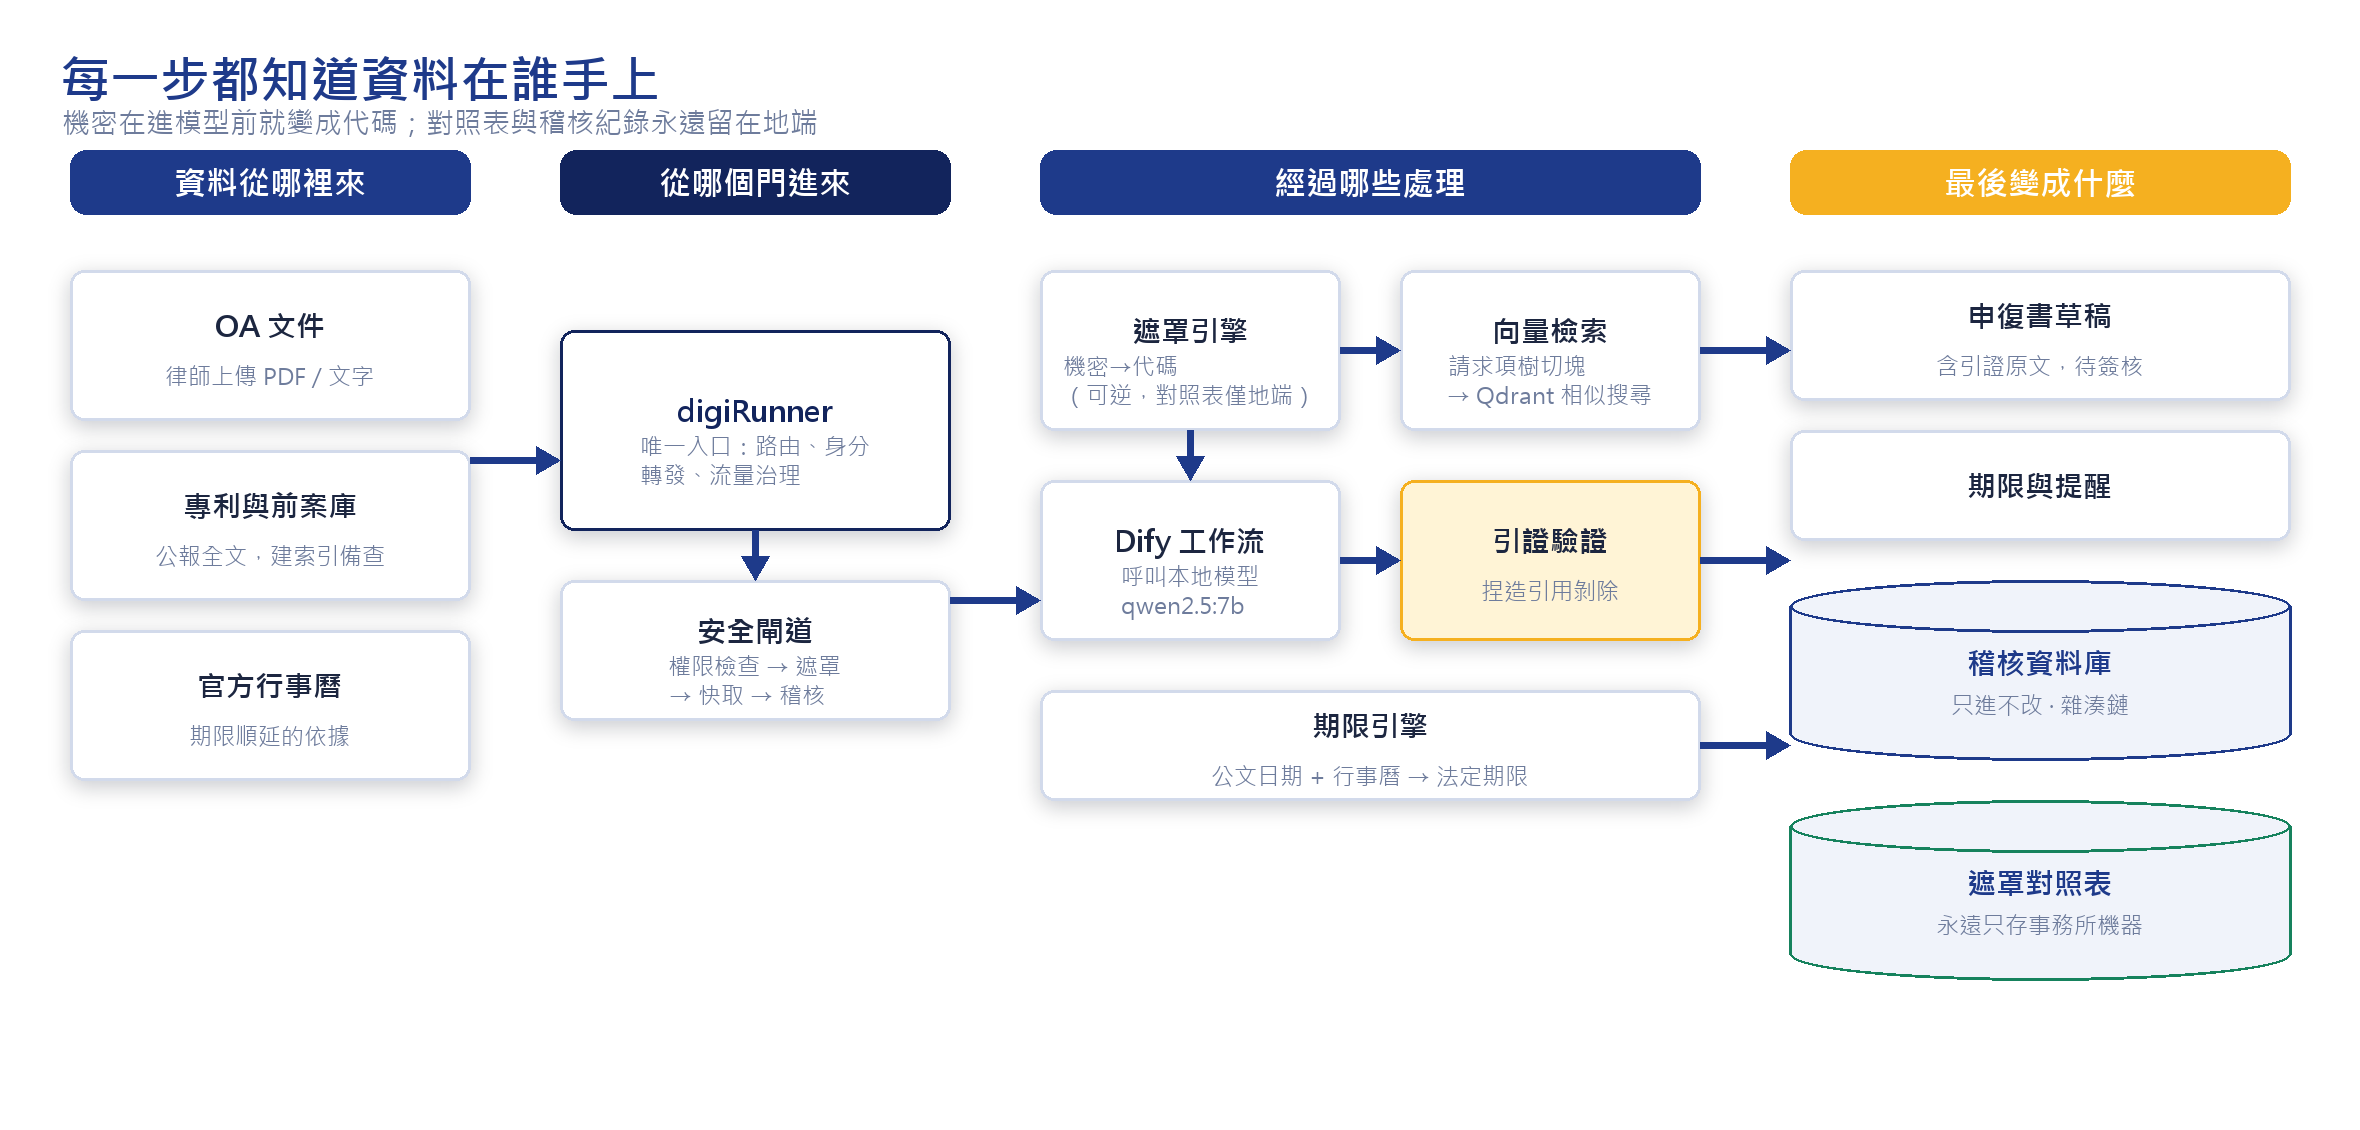 每一步都知道資料在誰手上
機密在進模型前就變成代碼；對照表與稽核紀錄永遠留在地端
資料從哪裡來
OA 文件
律師上傳 PDF / 文字
專利與前案庫
公報全文，建索引備查
官方行事曆
期限順延的依據
從哪個門進來
digiRunner
唯一入口：路由、身分
轉發、流量治理
安全閘道
權限檢查 → 遮罩
→ 快取 → 稽核
經過哪些處理
遮罩引擎
機密→代碼
（可逆，對照表僅地端）
向量檢索
請求項樹切塊
→ Qdrant 相似搜尋
Dify 工作流
呼叫本地模型
qwen2.5:7b
引證驗證
捏造引用剝除
期限引擎
公文日期 + 行事曆 → 法定期限
最後變成什麼
申復書草稿
含引證原文，待簽核
期限與提醒
稽核資料庫
只進不改 · 雜湊鏈
遮罩對照表
永遠只存事務所機器